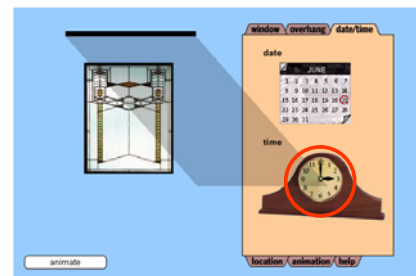 window overhang date/time
date
JUNE
1 2 3 4 5 6 7
8 9 10 11 12 13 14
15 16 17 18 19 20 21
22 23 24 25 26 27 28
29 30 31
time
animate
location animation help